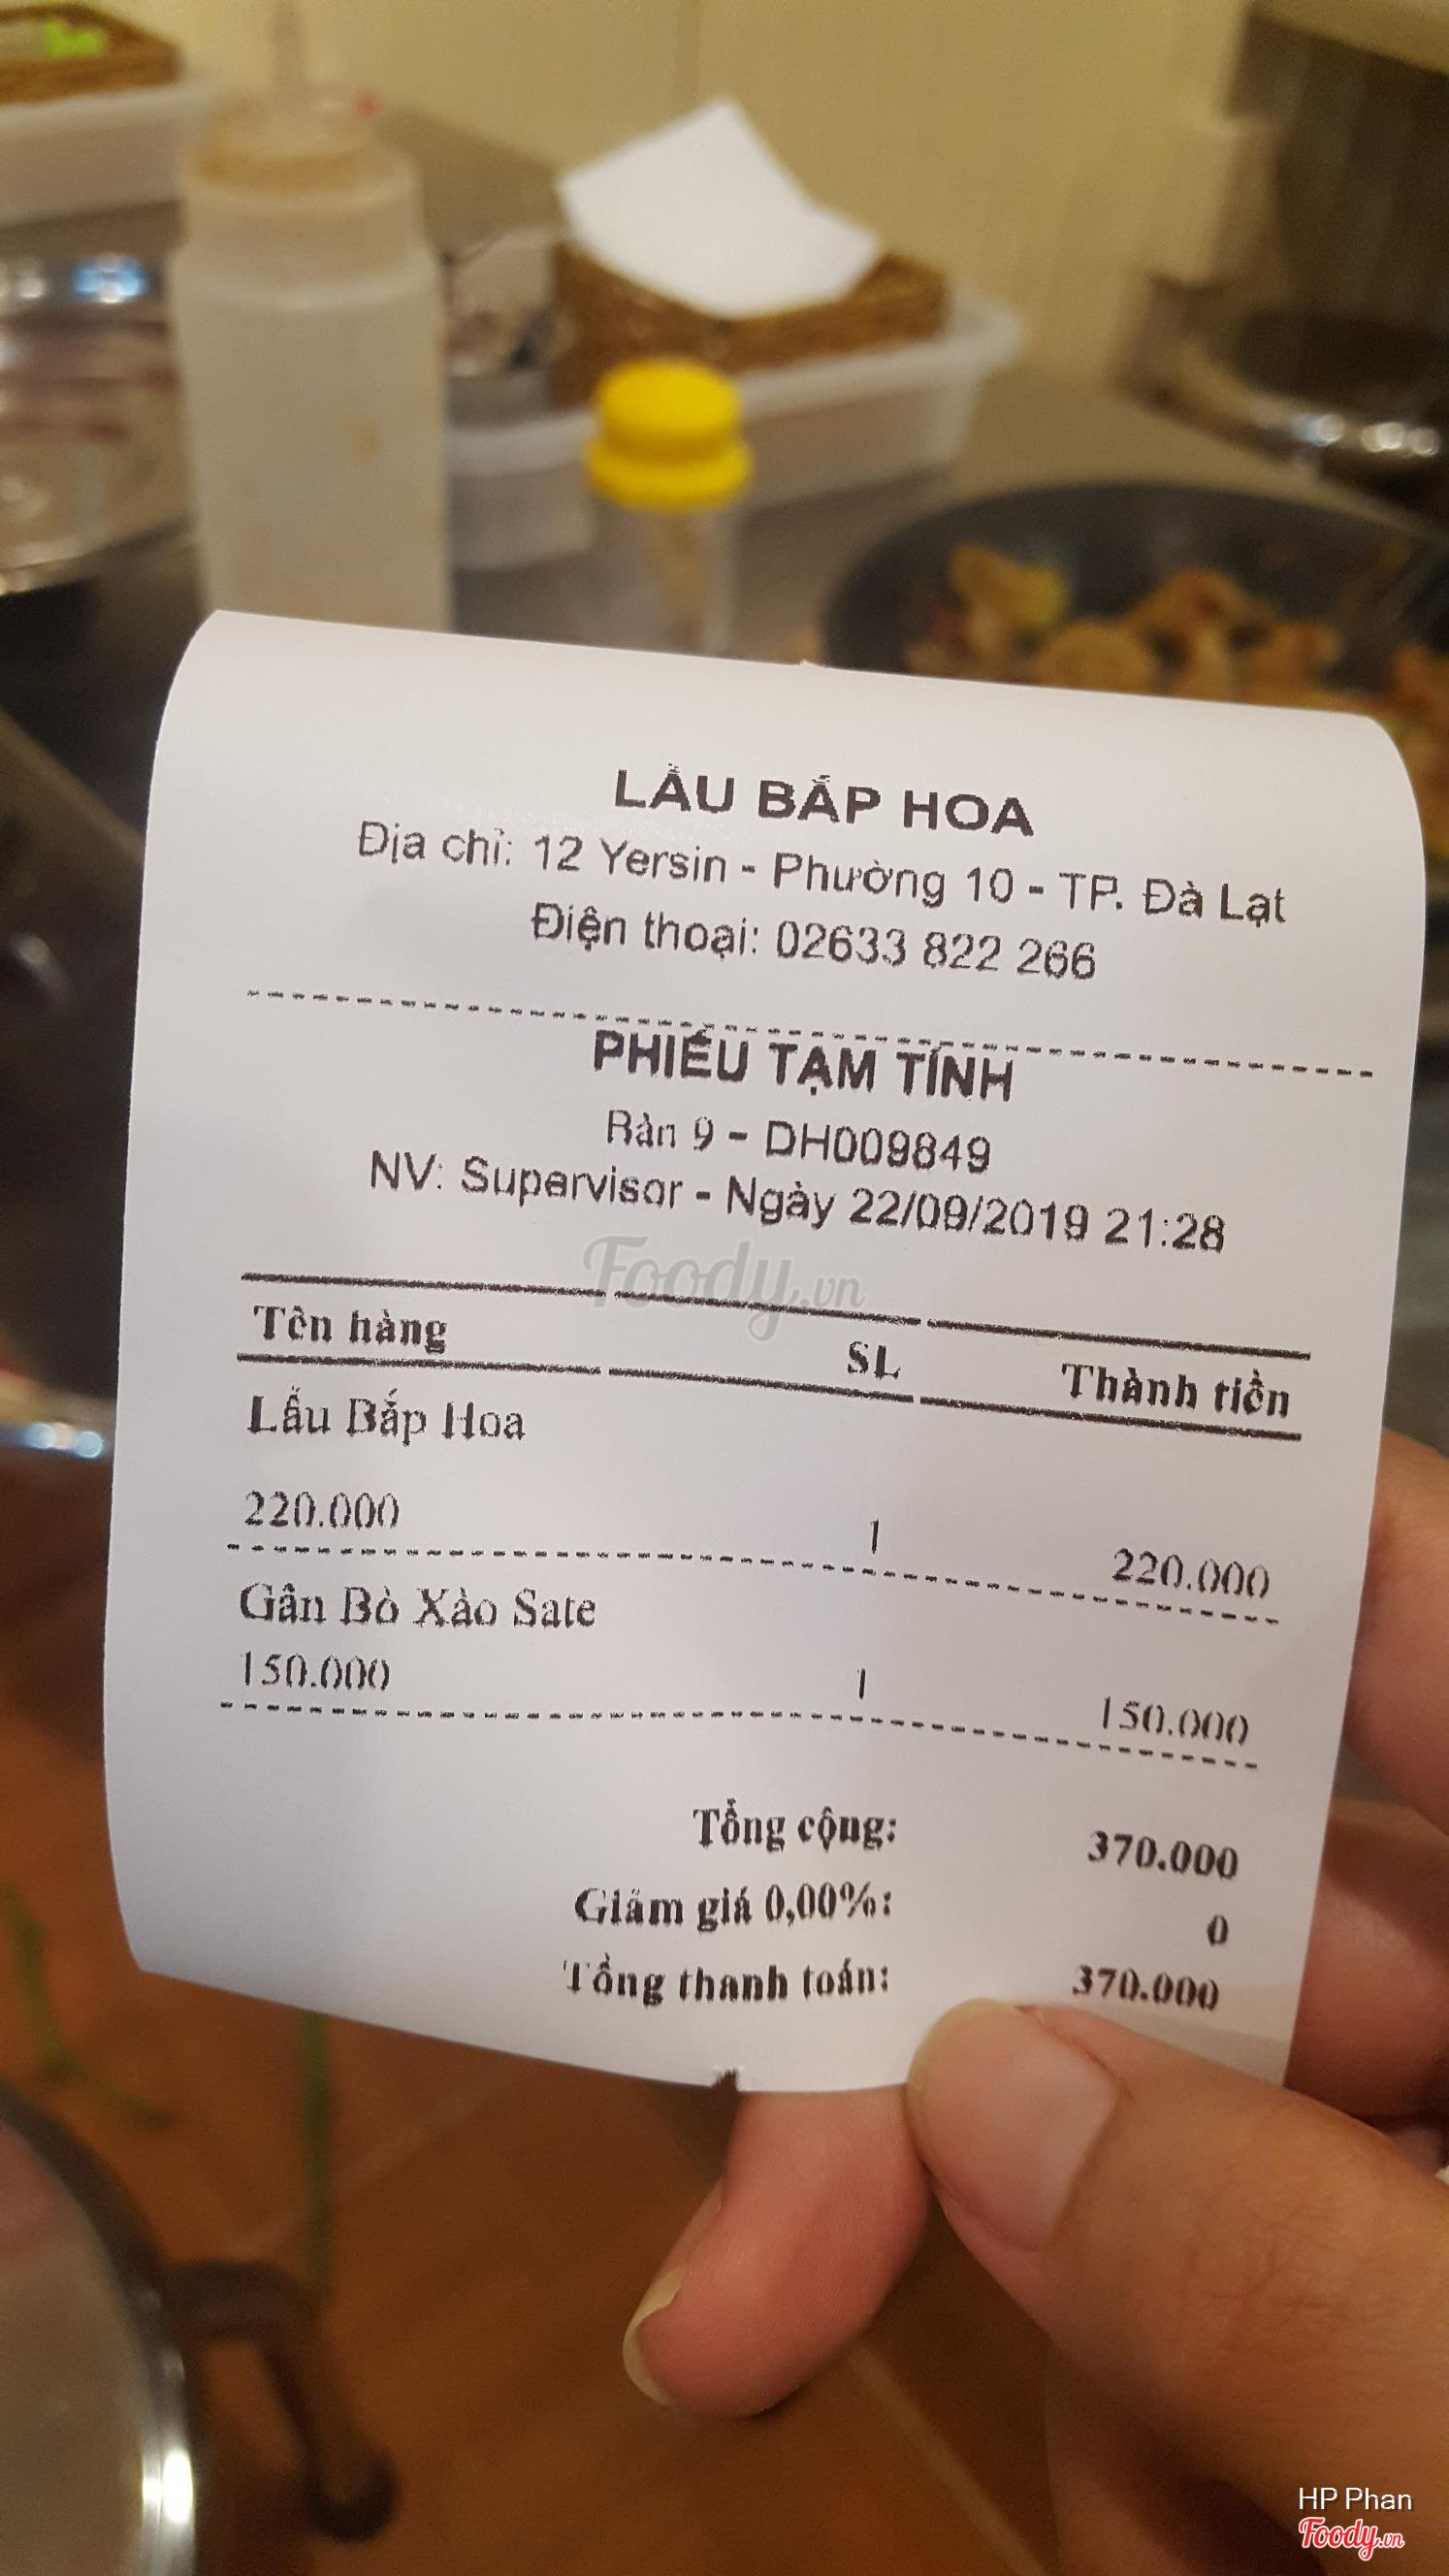 LẨU BẮP HOA
Địa chỉ: 12 Yersin - Phường 10 - TP. Đà Lạt
Điện thoại: 02633 822 266
PHIẾU TẠM TÍNH
Bàn 9 - DH009849
NV: Supervisor - Ngày 22/09/2019 21:28
Foody.vn
Tên hàng SL Thành tiền
Lẩu Bắp Hoa
220.000 1 220.000
Gân Bò Xào Sate
150.000 1 150.000
Tổng cộng: 370.000
Giảm giá 0,00%: 0
Tổng thanh toán: 370.000
HP Phan
Foody.vn